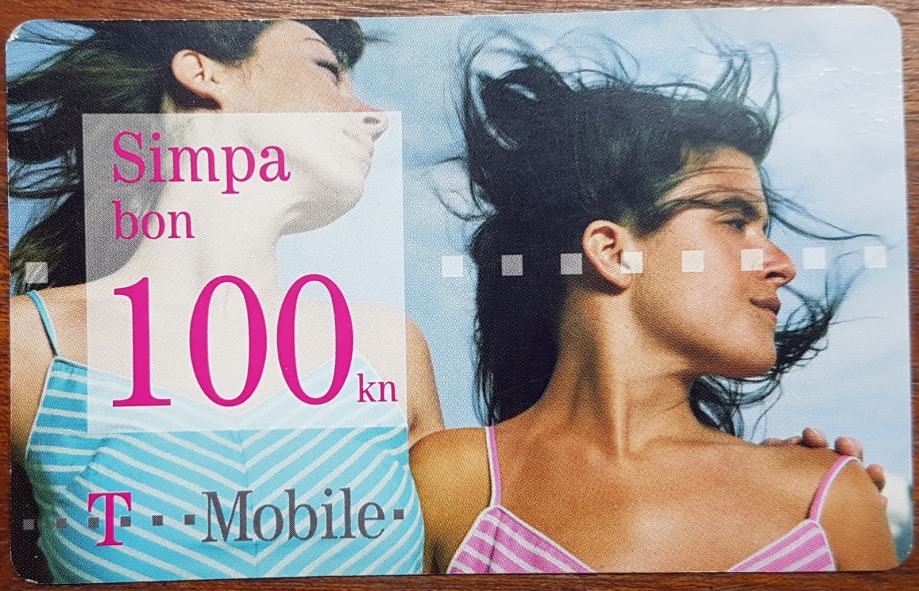 Simpa
bon
100 kn
T Mobile